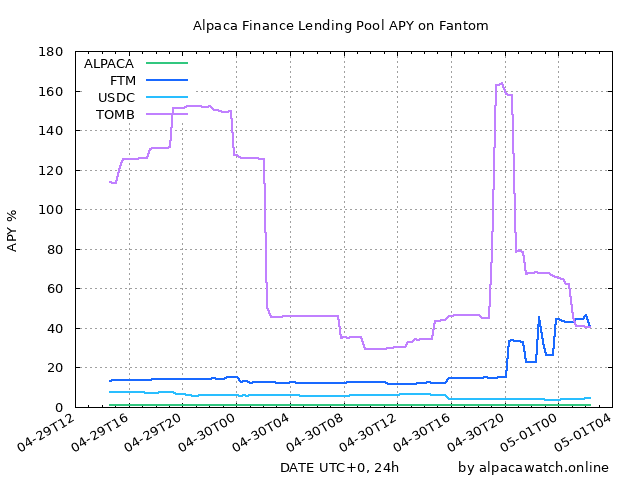 Alpaca Finance Lending Pool APY on Fantom
180
160
140
120
100
80
60
40
20
0
APY %
ALPACA
FTM
USDC
TOMB
04-29T12
04-29T16
04-29T20
04-30T00
04-30T04
04-30T08
04-30T12
04-30T16
04-30T20
05-01T00
05-01T04
DATE UTC+0, 24h
by alpacawatch.online